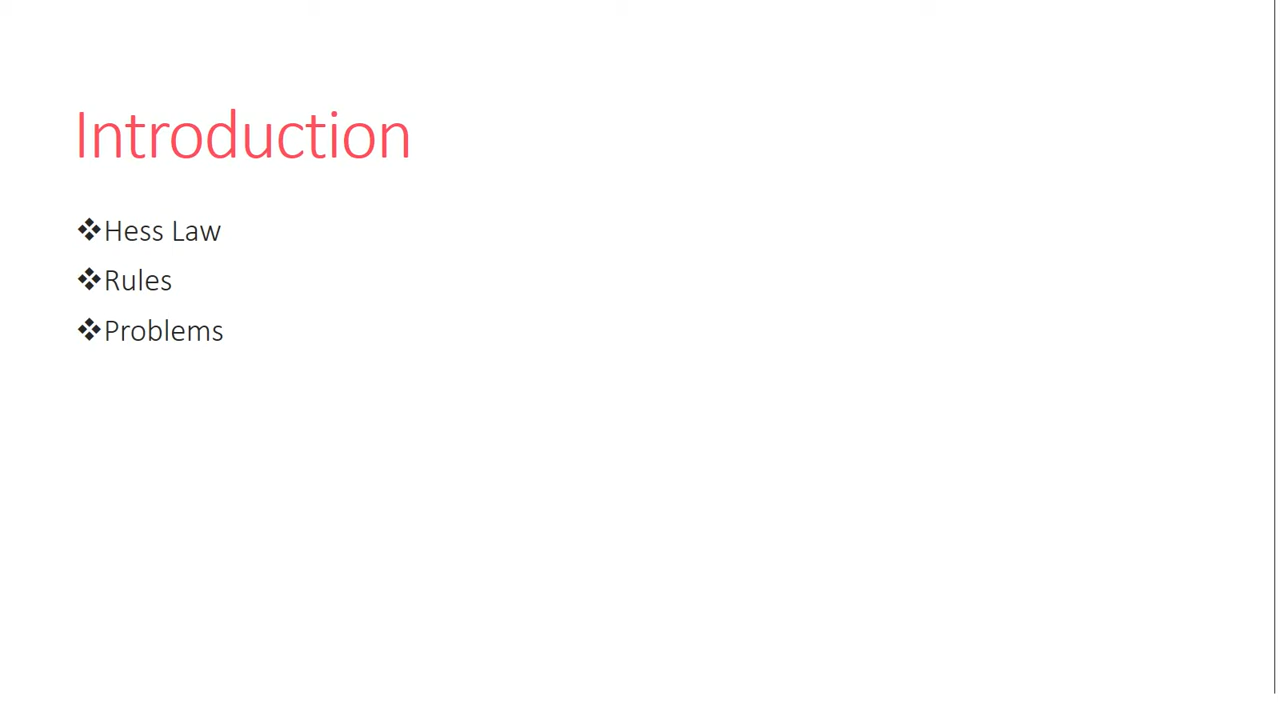 Introduction
❖Hess Law
❖Rules
❖Problems